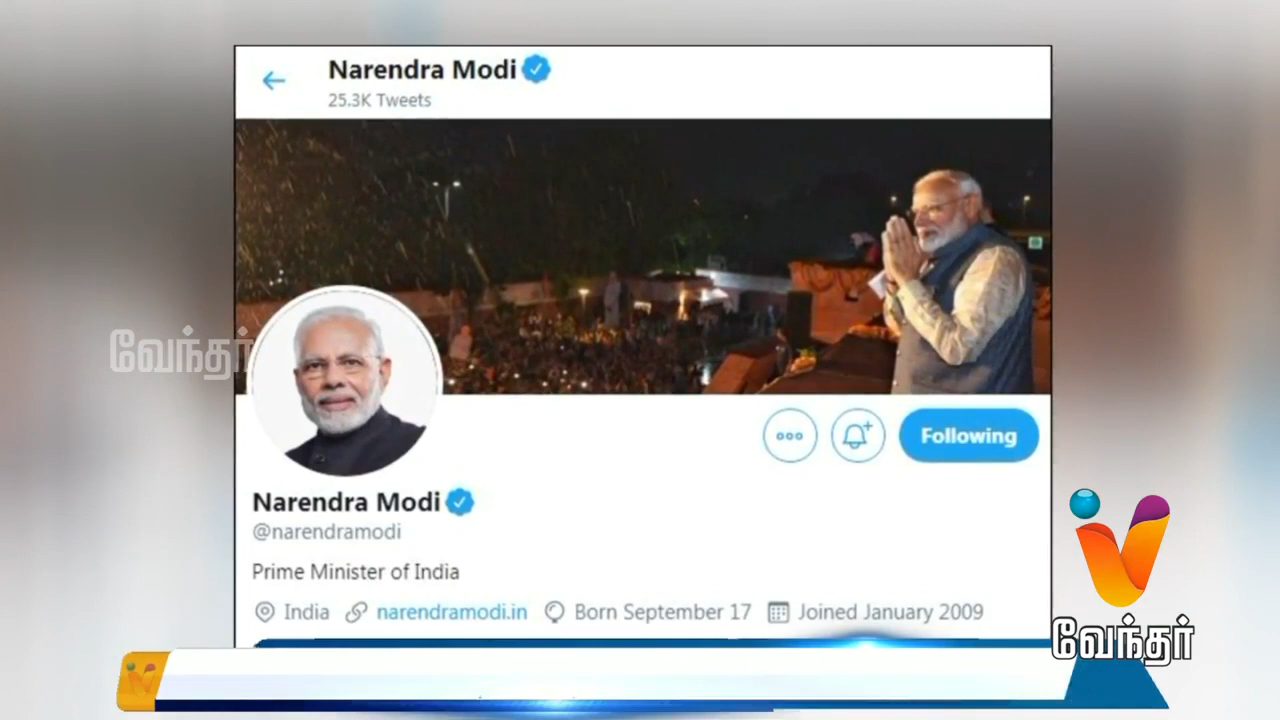 Narendra Modi
25.3K Tweets
வேந்தர்
Following
Narendra Modi
@narendramodi
Prime Minister of India
India narendramodi.in Born September 17 Joined January 2009
வேந்தர்